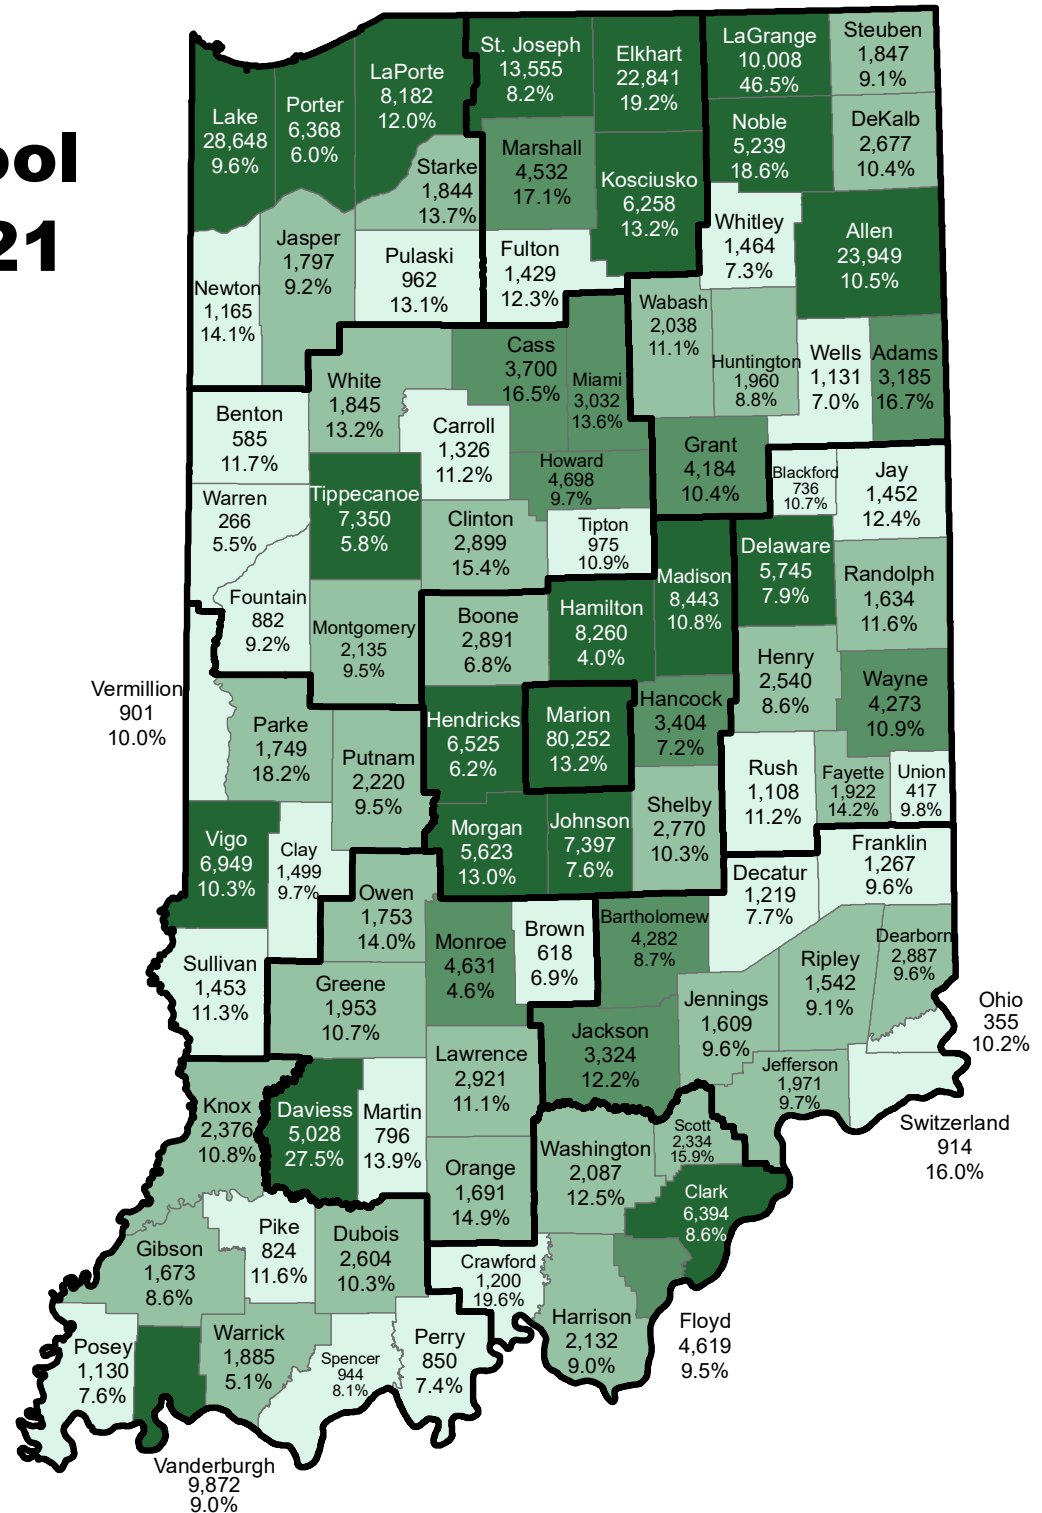 ool
21
St. Joseph
13,555
8.2%
Elkhart
22,841
19.2%
LaGrange
10,008
46.5%
Steuben
1,847
9.1%
LaPorte
8,182
12.0%
Lake
28,648
9.6%
Porter
6,368
6.0%
Noble
5,239
18.6%
DeKalb
2,677
10.4%
Marshall
4,532
17.1%
Starke
1,844
13.7%
Kosciusko
6,258
13.2%
Whitley
1,464
7.3%
Allen
23,949
10.5%
Jasper
1,797
9.2%
Pulaski
962
13.1%
Fulton
1,429
12.3%
Newton
1,165
14.1%
Wabash
2,038
11.1%
Huntington
1,960
8.8%
Wells
1,131
7.0%
Adams
3,185
16.7%
Cass
3,700
16.5%
Miami
3,032
13.6%
White
1,845
13.2%
Benton
585
11.7%
Carroll
1,326
11.2%
Grant
4,184
10.4%
Howard
4,698
9.7%
Blackford
736
10.7%
Jay
1,452
12.4%
Warren
266
5.5%
Tippecanoe
7,350
5.8%
Clinton
2,899
15.4%
Tipton
975
10.9%
Delaware
5,745
7.9%
Randolph
1,634
11.6%
Madison
8,443
10.8%
Fountain
882
9.2%
Montgomery
2,135
9.5%
Boone
2,891
6.8%
Hamilton
8,260
4.0%
Henry
2,540
8.6%
Wayne
4,273
10.9%
Vermillion
901
10.0%
Parke
1,749
18.2%
Putnam
2,220
9.5%
Hendricks
6,525
6.2%
Marion
80,252
13.2%
Hancock
3,404
7.2%
Rush
1,108
11.2%
Fayette
1,922
14.2%
Union
417
9.8%
Shelby
2,770
10.3%
Vigo
6,949
10.3%
Clay
1,499
9.7%
Morgan
5,623
13.0%
Johnson
7,397
7.6%
Franklin
1,267
9.6%
Decatur
1,219
7.7%
Owen
1,753
14.0%
Monroe
4,631
4.6%
Brown
618
6.9%
Bartholomew
4,282
8.7%
Dearborn
2,887
9.6%
Ripley
1,542
9.1%
Sullivan
1,453
11.3%
Greene
1,953
10.7%
Jennings
1,609
9.6%
Ohio
355
10.2%
Jackson
3,324
12.2%
Lawrence
2,921
11.1%
Jefferson
1,971
9.7%
Knox
2,376
10.8%
Daviess
5,028
27.5%
Martin
796
13.9%
Switzerland
914
16.0%
Scott
2,334
15.9%
Washington
2,087
12.5%
Orange
1,691
14.9%
Clark
6,394
8.6%
Pike
824
11.6%
Dubois
2,604
10.3%
Gibson
1,673
8.6%
Crawford
1,200
19.6%
Harrison
2,132
9.0%
Floyd
4,619
9.5%
Posey
1,130
7.6%
Warrick
1,885
5.1%
Spencer
944
8.1%
Perry
850
7.4%
Vanderburgh
9,872
9.0%